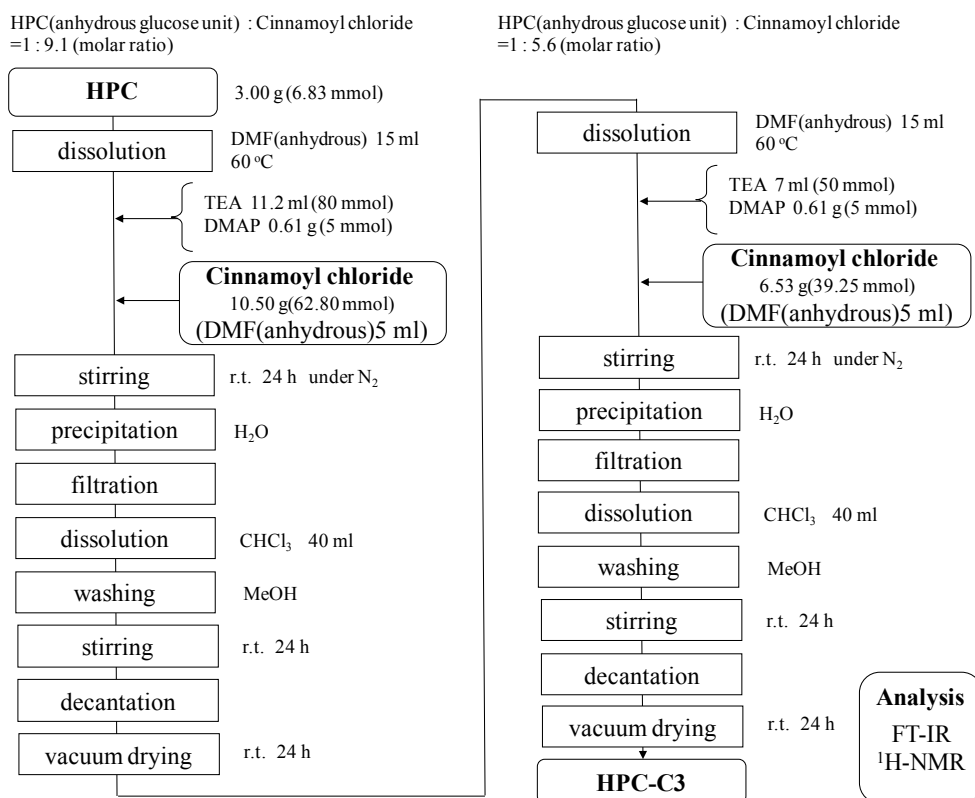 HPC(anhydrous glucose unit) : Cinnamoyl chloride
=1 : 9.1 (molar ratio)
HPC
3.00 g (6.83 mmol)
dissolution
DMF(anhydrous) 15 ml
60 °C
TEA 11.2 ml (80 mmol)
DMAP 0.61 g (5 mmol)
Cinnamoyl chloride
10.50 g(62.80 mmol)
(DMF(anhydrous)5 ml)
stirring
r.t. 24 h under N₂
precipitation
H₂O
filtration
dissolution
CHCl₃ 40 ml
washing
MeOH
stirring
r.t. 24 h
decantation
vacuum drying
r.t. 24 h
HPC(anhydrous glucose unit) : Cinnamoyl chloride
=1 : 5.6 (molar ratio)
dissolution
DMF(anhydrous) 15 ml
60 °C
TEA 7 ml (50 mmol)
DMAP 0.61 g (5 mmol)
Cinnamoyl chloride
6.53 g(39.25 mmol)
(DMF(anhydrous)5 ml)
stirring
r.t. 24 h under N₂
precipitation
H₂O
filtration
dissolution
CHCl₃ 40 ml
washing
MeOH
stirring
r.t. 24 h
decantation
vacuum drying
r.t. 24 h
HPC-C3
Analysis
FT-IR
¹H-NMR